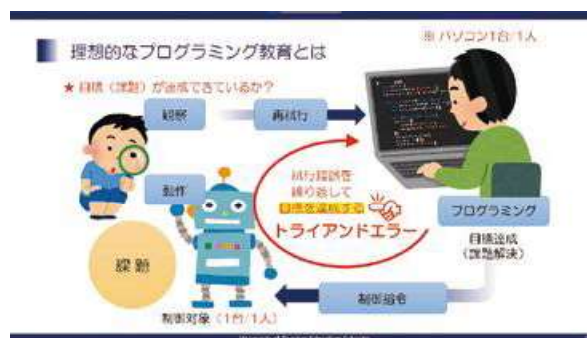 ※ パソコン1台/1人
理想的なプログラミング教育とは
★ 目標（課題）が達成できているか？
観察
再試行
動作
試行錯誤を
繰り返して
目標を達成する
トライアンドエラー
プログラミング
目標達成
（課題解決）
課題
制御指令
制御対象（1台/1人）